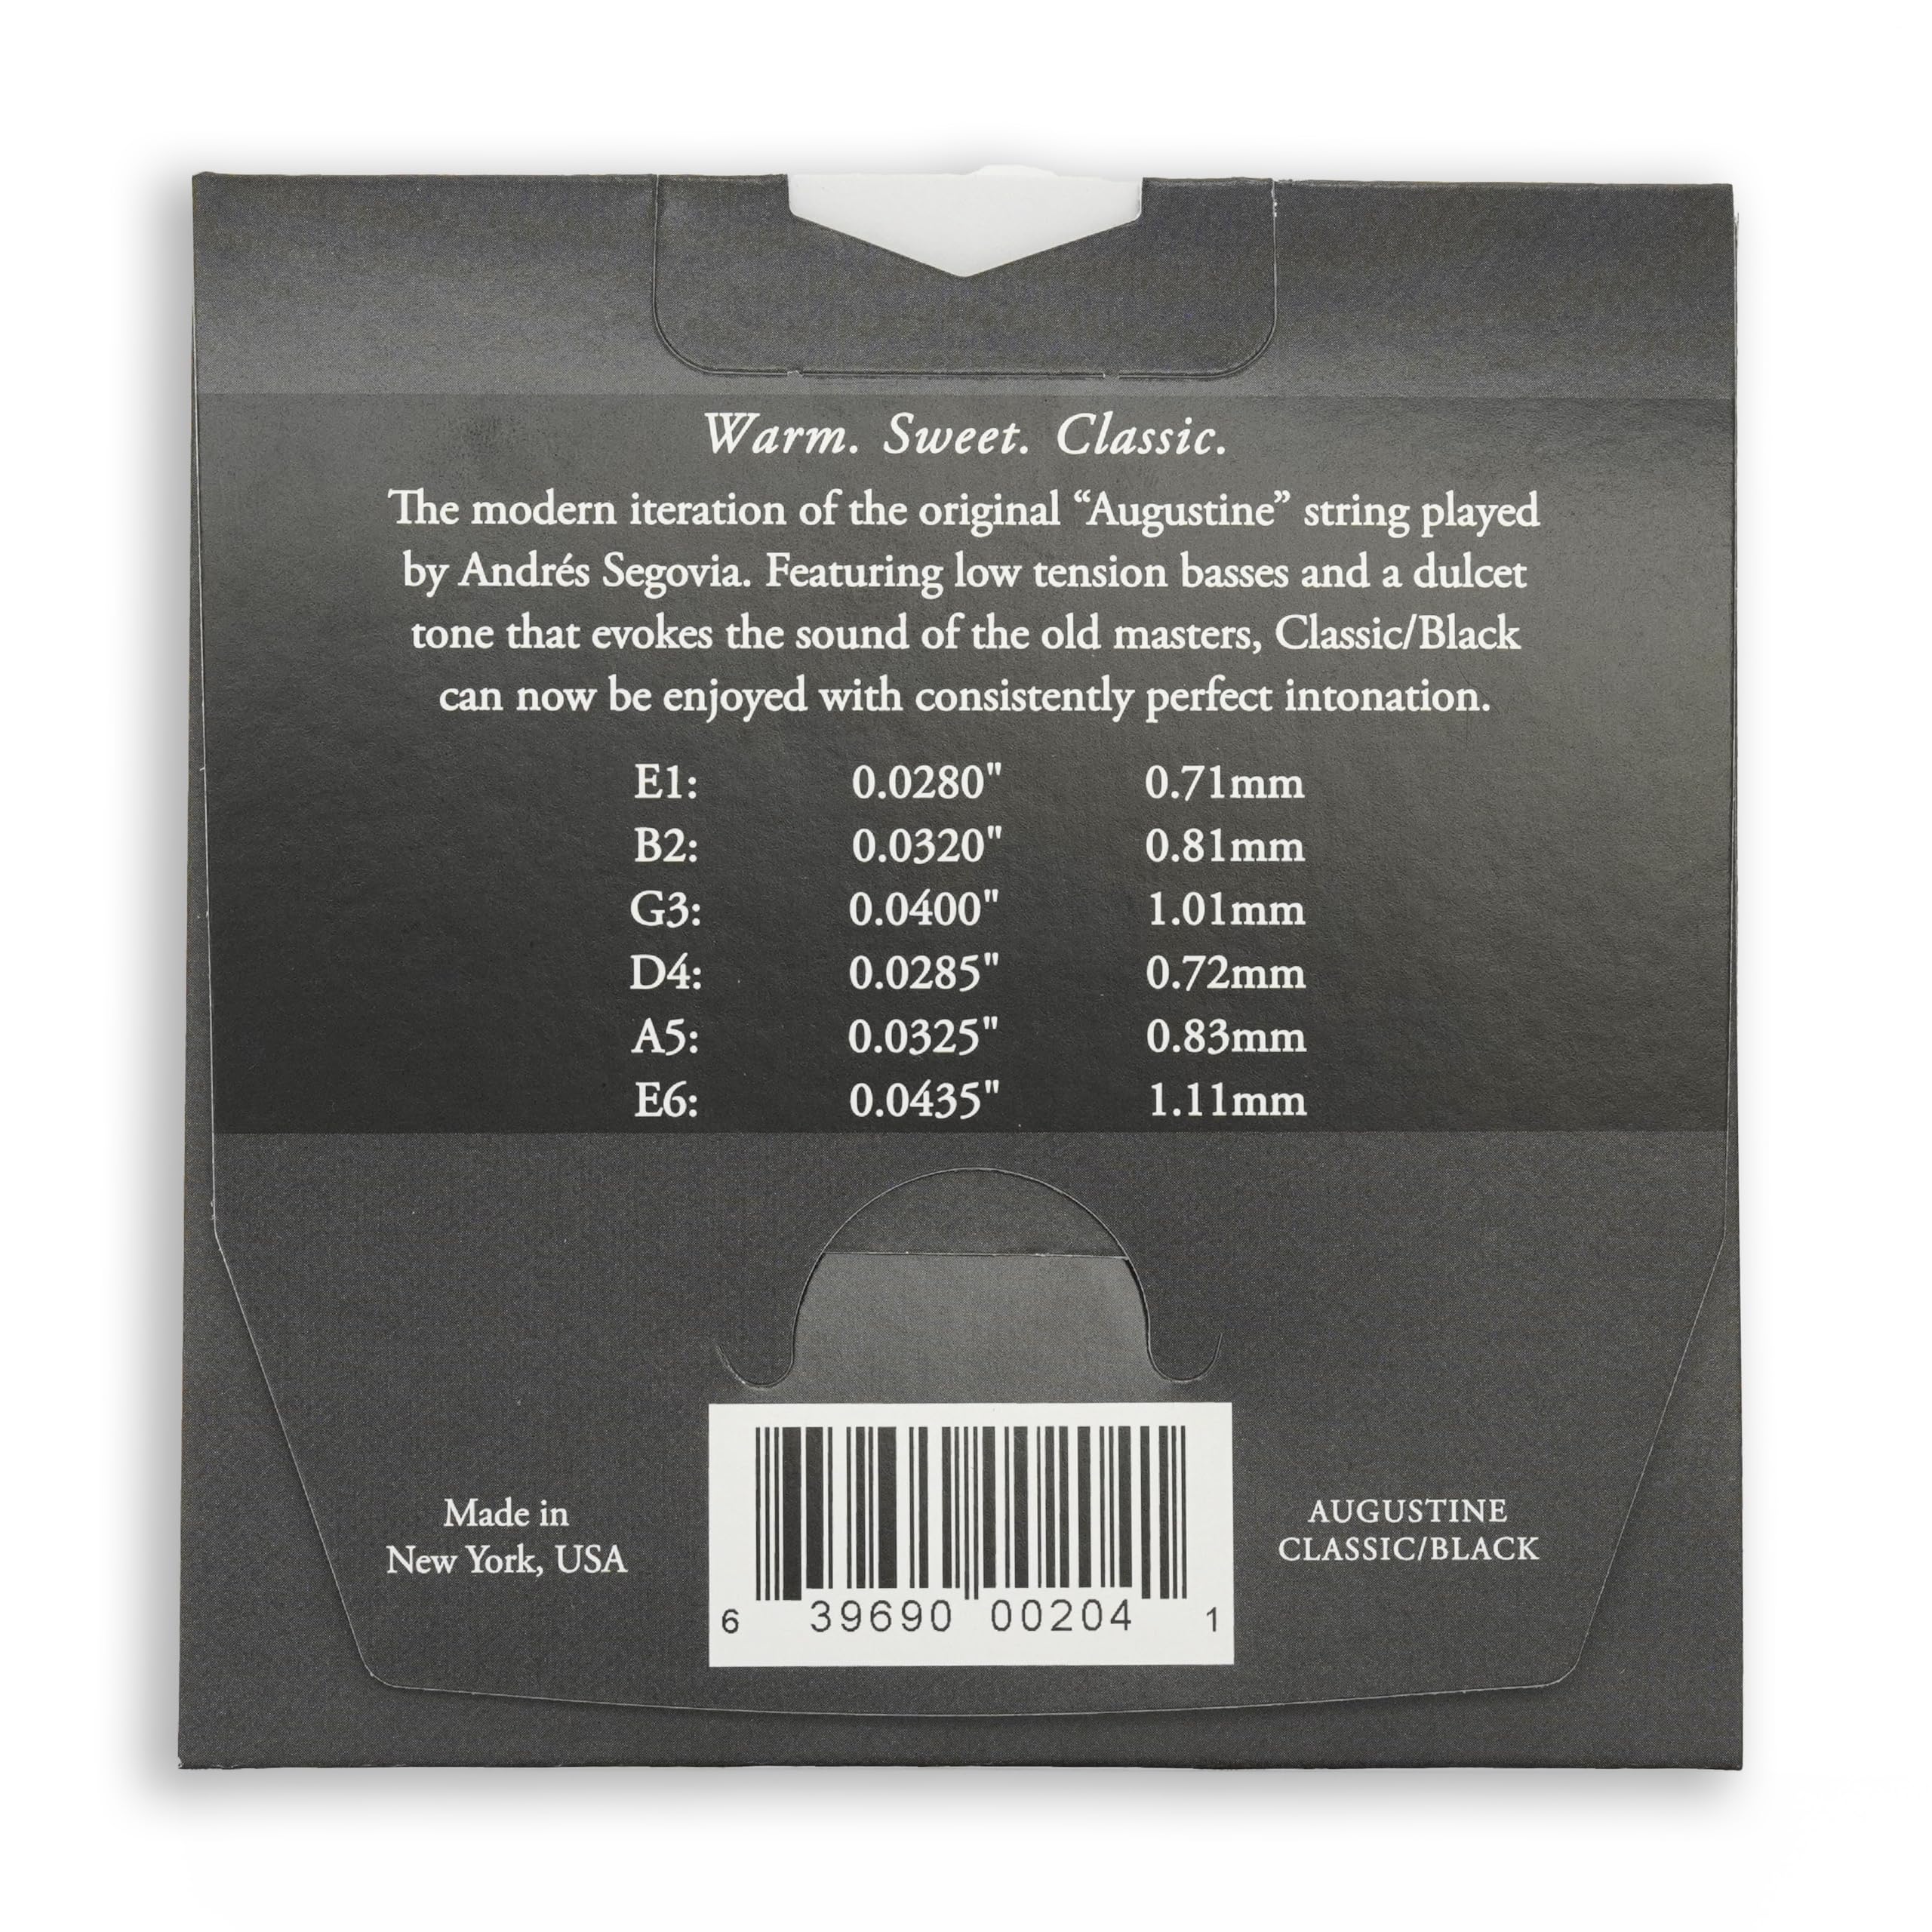 Warm. Sweet. Classic.
The modern iteration of the original “Augustine” string played
by Andrés Segovia. Featuring low tension basses and a dulcet
tone that evokes the sound of the old masters, Classic/Black
can now be enjoyed with consistently perfect intonation.
E1: 0.0280" 0.71mm
B2: 0.0320" 0.81mm
G3: 0.0400" 1.01mm
D4: 0.0285" 0.72mm
A5: 0.0325" 0.83mm
E6: 0.0435" 1.11mm
Made in
New York, USA
6 39690 00204 1
AUGUSTINE
CLASSIC/BLACK